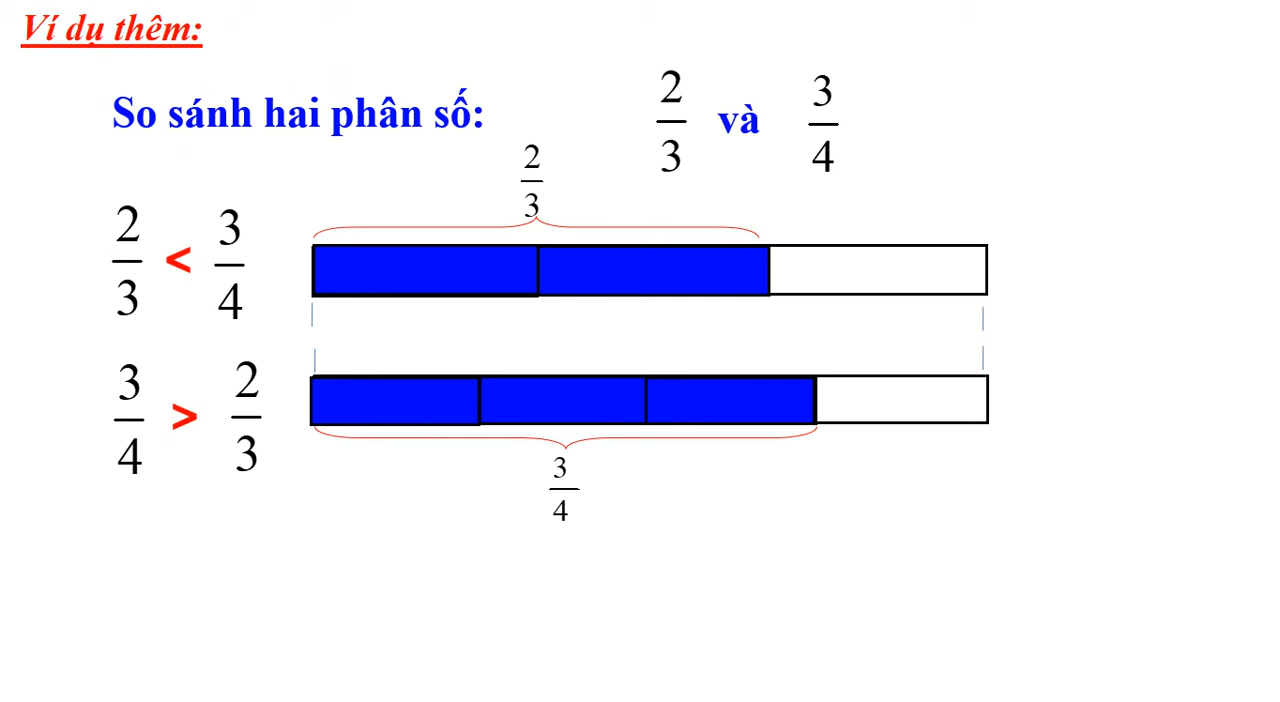 Ví dụ thêm:
So sánh hai phân số: 2/3 và 3/4
2/3
2/3 < 3/4
3/4 > 2/3
3/4